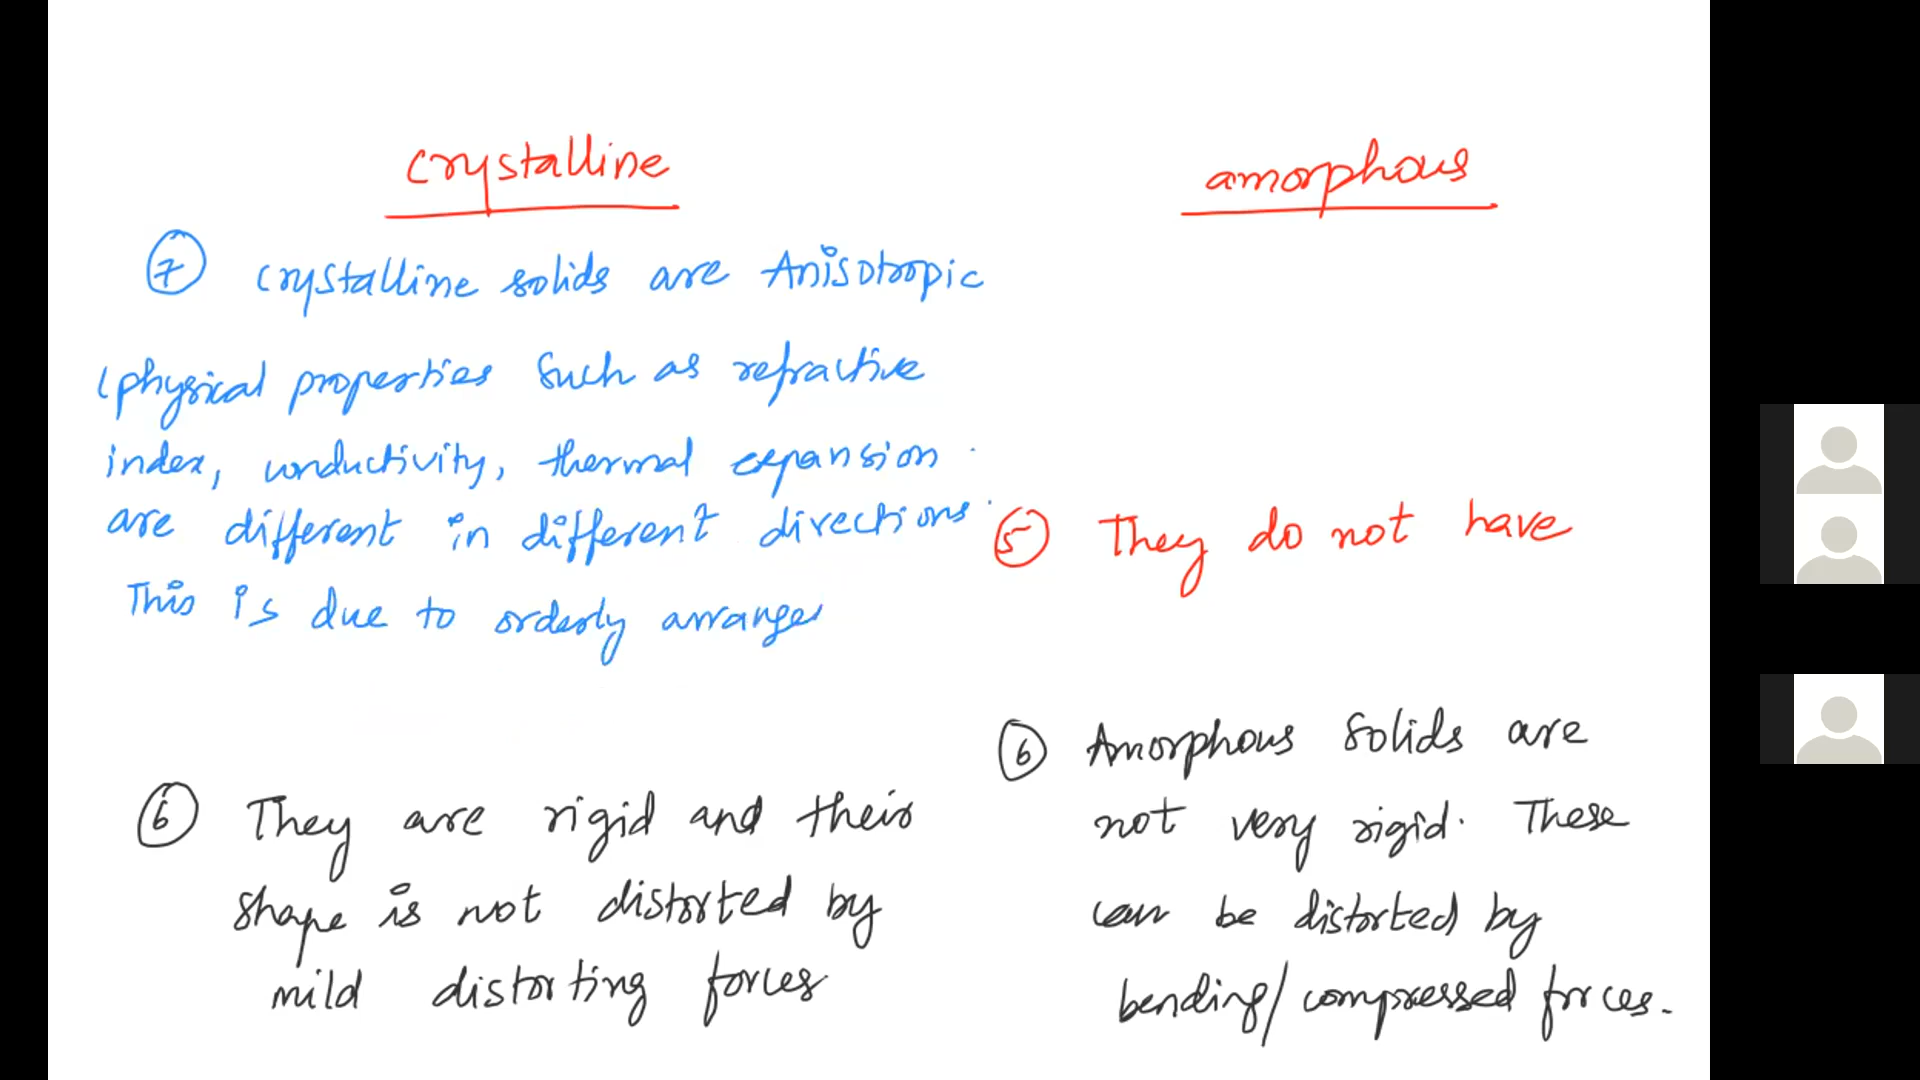 crystalline
amorphous
7 crystalline solids are Anisotropic
(physical properties such as refractive
index, conductivity, thermal expansion
are different in different directions.
This is due to orderly arrange
5 They do not have
6 They are rigid and their
shape is not distorted by
mild distorting forces
6 Amorphous solids are
not very rigid. These
can be distorted by
bending/compressed forces.